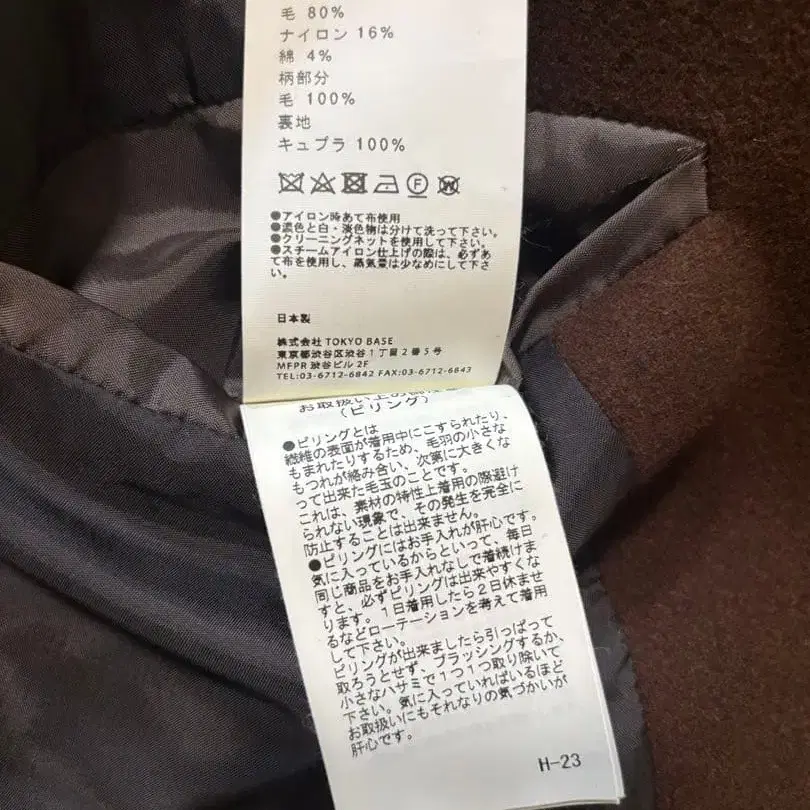 毛 80%
ナイロン 16%
綿 4%
柄部分
毛 100%
裏地
キュプラ 100%
F
W
●アイロン時あて布使用
●濃色と白・淡色物は分けて洗って下さい。
●クリーニングネットを使用して下さい。
●スチームアイロン仕上げの際は、必ずあ
て布を使用し、蒸気量は少なめにして下さ
い。
日本製
株式会社 TOKYO BASE
東京都渋谷区渋谷1丁目2番5号
MFPR 渋谷ビル 2F
TEL:03-6712-6842 FAX:03-6712-6843
お取扱い上の
(ピリング)
●ピリングとは
繊維の表面が着用中にこすられたり、
もまれたりするため、毛羽の小さな
もつれが絡み合い、次第に大きくな
って出来た毛玉のことです。
これは、素材の特性上着用の際避け
られない現象で、その発生を完全に
防止することは出来ません。
●ピリングにはお手入れが肝心です。
気に入っているからといって、毎日
同じ商品をお手入れなしで着続けま
すと、必ずピリングは出来やすくな
ります。1日着用したら2日休ませ
るなどローテーションを考えて着用
して下さい。
ピリングが出来ましたら引っぱって
取ろうとせず、ブラッシングするか、
小さなハサミで1つ1つ取り除いて
下さい。気に入っていればいるほど
お取扱いにもそれなりの気づかいが
肝心です。
H-23